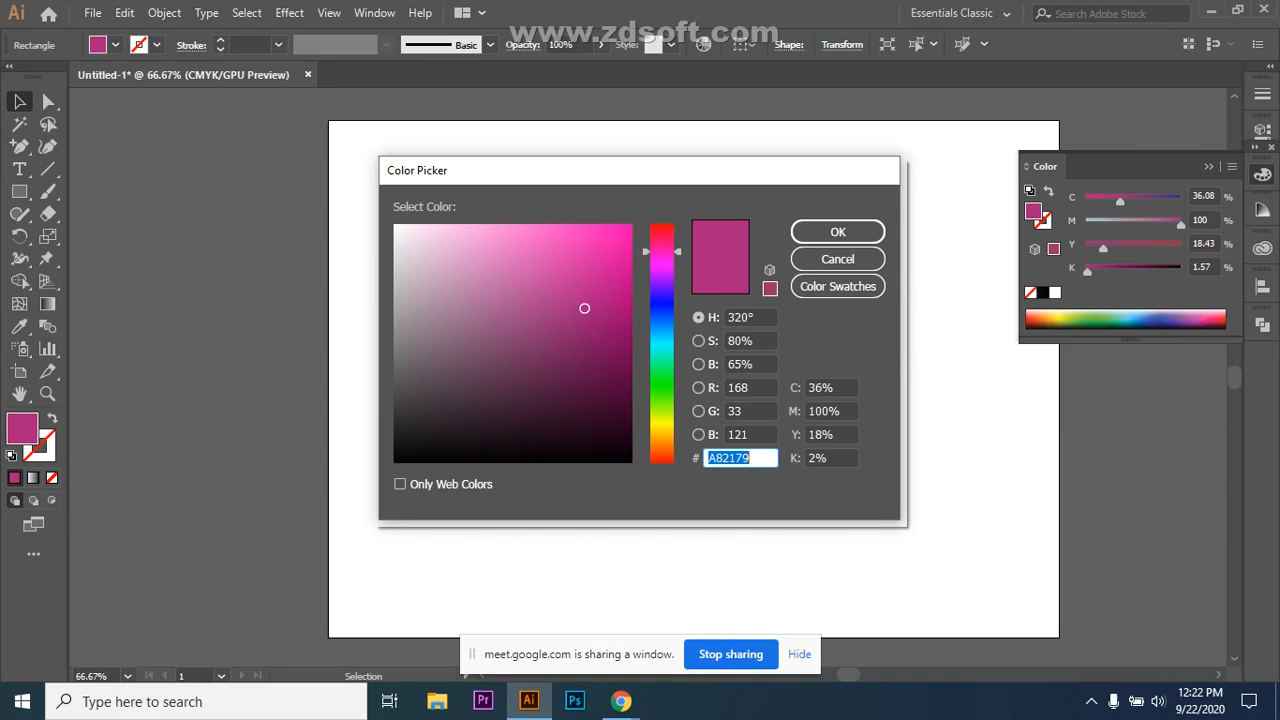 Ai File Edit Object Type Select Effect View Window Help Essentials Classic Search Adobe Stock
www.zdsoft.com
Rectangle Stroke: Basic Opacity: 100% Style: Shape: Transform
Untitled-1* @ 66.67% (CMYK/GPU Preview)
Color Picker
Select Color:
OK
Cancel
Color Swatches
H: 320°
S: 80%
B: 65%
R: 168 C: 36%
G: 33 M: 100%
B: 121 Y: 18%
# A82179 K: 2%
Only Web Colors
Color
C 36.08 %
M 100 %
Y 18.43 %
K 1.57 %
T
meet.google.com is sharing a window. Stop sharing Hide
66.67% 1 Selection
Type here to search Pr Ai Ps 12:22 PM
9/22/2020